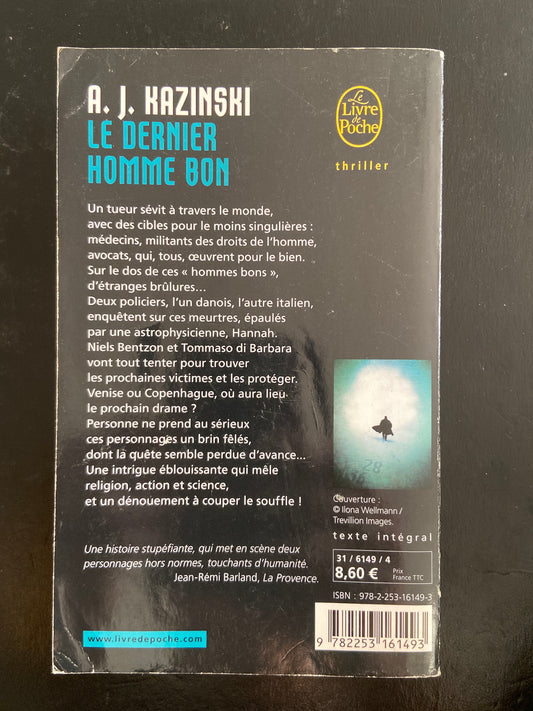 A. J. KAZINSKI
LE DERNIER
HOMME BON
Le
Livre
de
Poche
thriller
Un tueur sévit à travers le monde,
avec des cibles pour le moins singulières :
médecins, militants des droits de l'homme,
avocats, qui, tous, œuvrent pour le bien.
Sur le dos de ces « hommes bons »,
d'étranges brûlures...
Deux policiers, l'un danois, l'autre italien,
enquêtent sur ces meurtres, épaulés
par une astrophysicienne, Hannah.
Niels Bentzon et Tommaso di Barbara
vont tout tenter pour trouver
les prochaines victimes et les protéger.
Venise ou Copenhague, où aura lieu
le prochain drame ?
Personne ne prend au sérieux
ces personnages un brin fêlés,
dont la quête semble perdue d'avance...
Une intrigue éblouissante qui mêle
religion, action et science,
et un dénouement à couper le souffle !
Une histoire stupéfiante, qui met en scène deux
personnages hors normes, touchants d'humanité.
Jean-Rémi Barland, La Provence.
www.livredepoche.com
28
Couverture :
© Ilona Wellmann /
Trevillion Images.
texte intégral
31 / 6149 / 4
8,60 € Prix
France TTC
ISBN : 978-2-253-16149-3
9 782253 161493